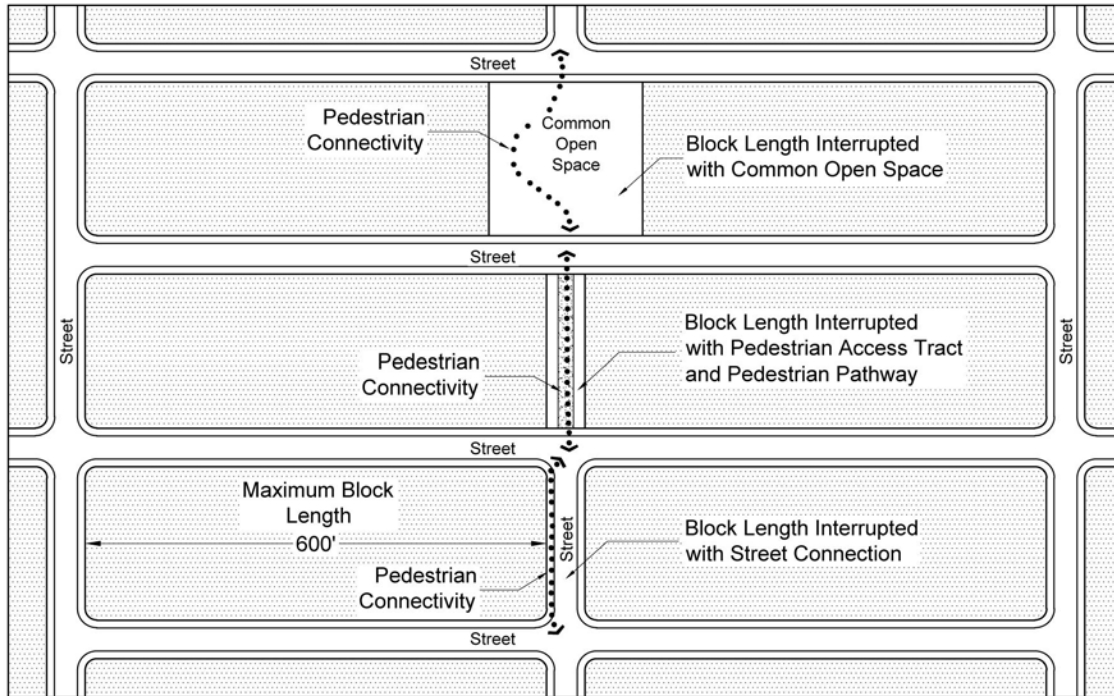 Street
Pedestrian
Connectivity
Common
Open
Space
Block Length Interrupted
with Common Open Space
Street
Street
Street
Pedestrian
Connectivity
Block Length Interrupted
with Pedestrian Access Tract
and Pedestrian Pathway
Street
Maximum Block
Length
600'
Pedestrian
Connectivity
Street
Block Length Interrupted
with Street Connection
Street